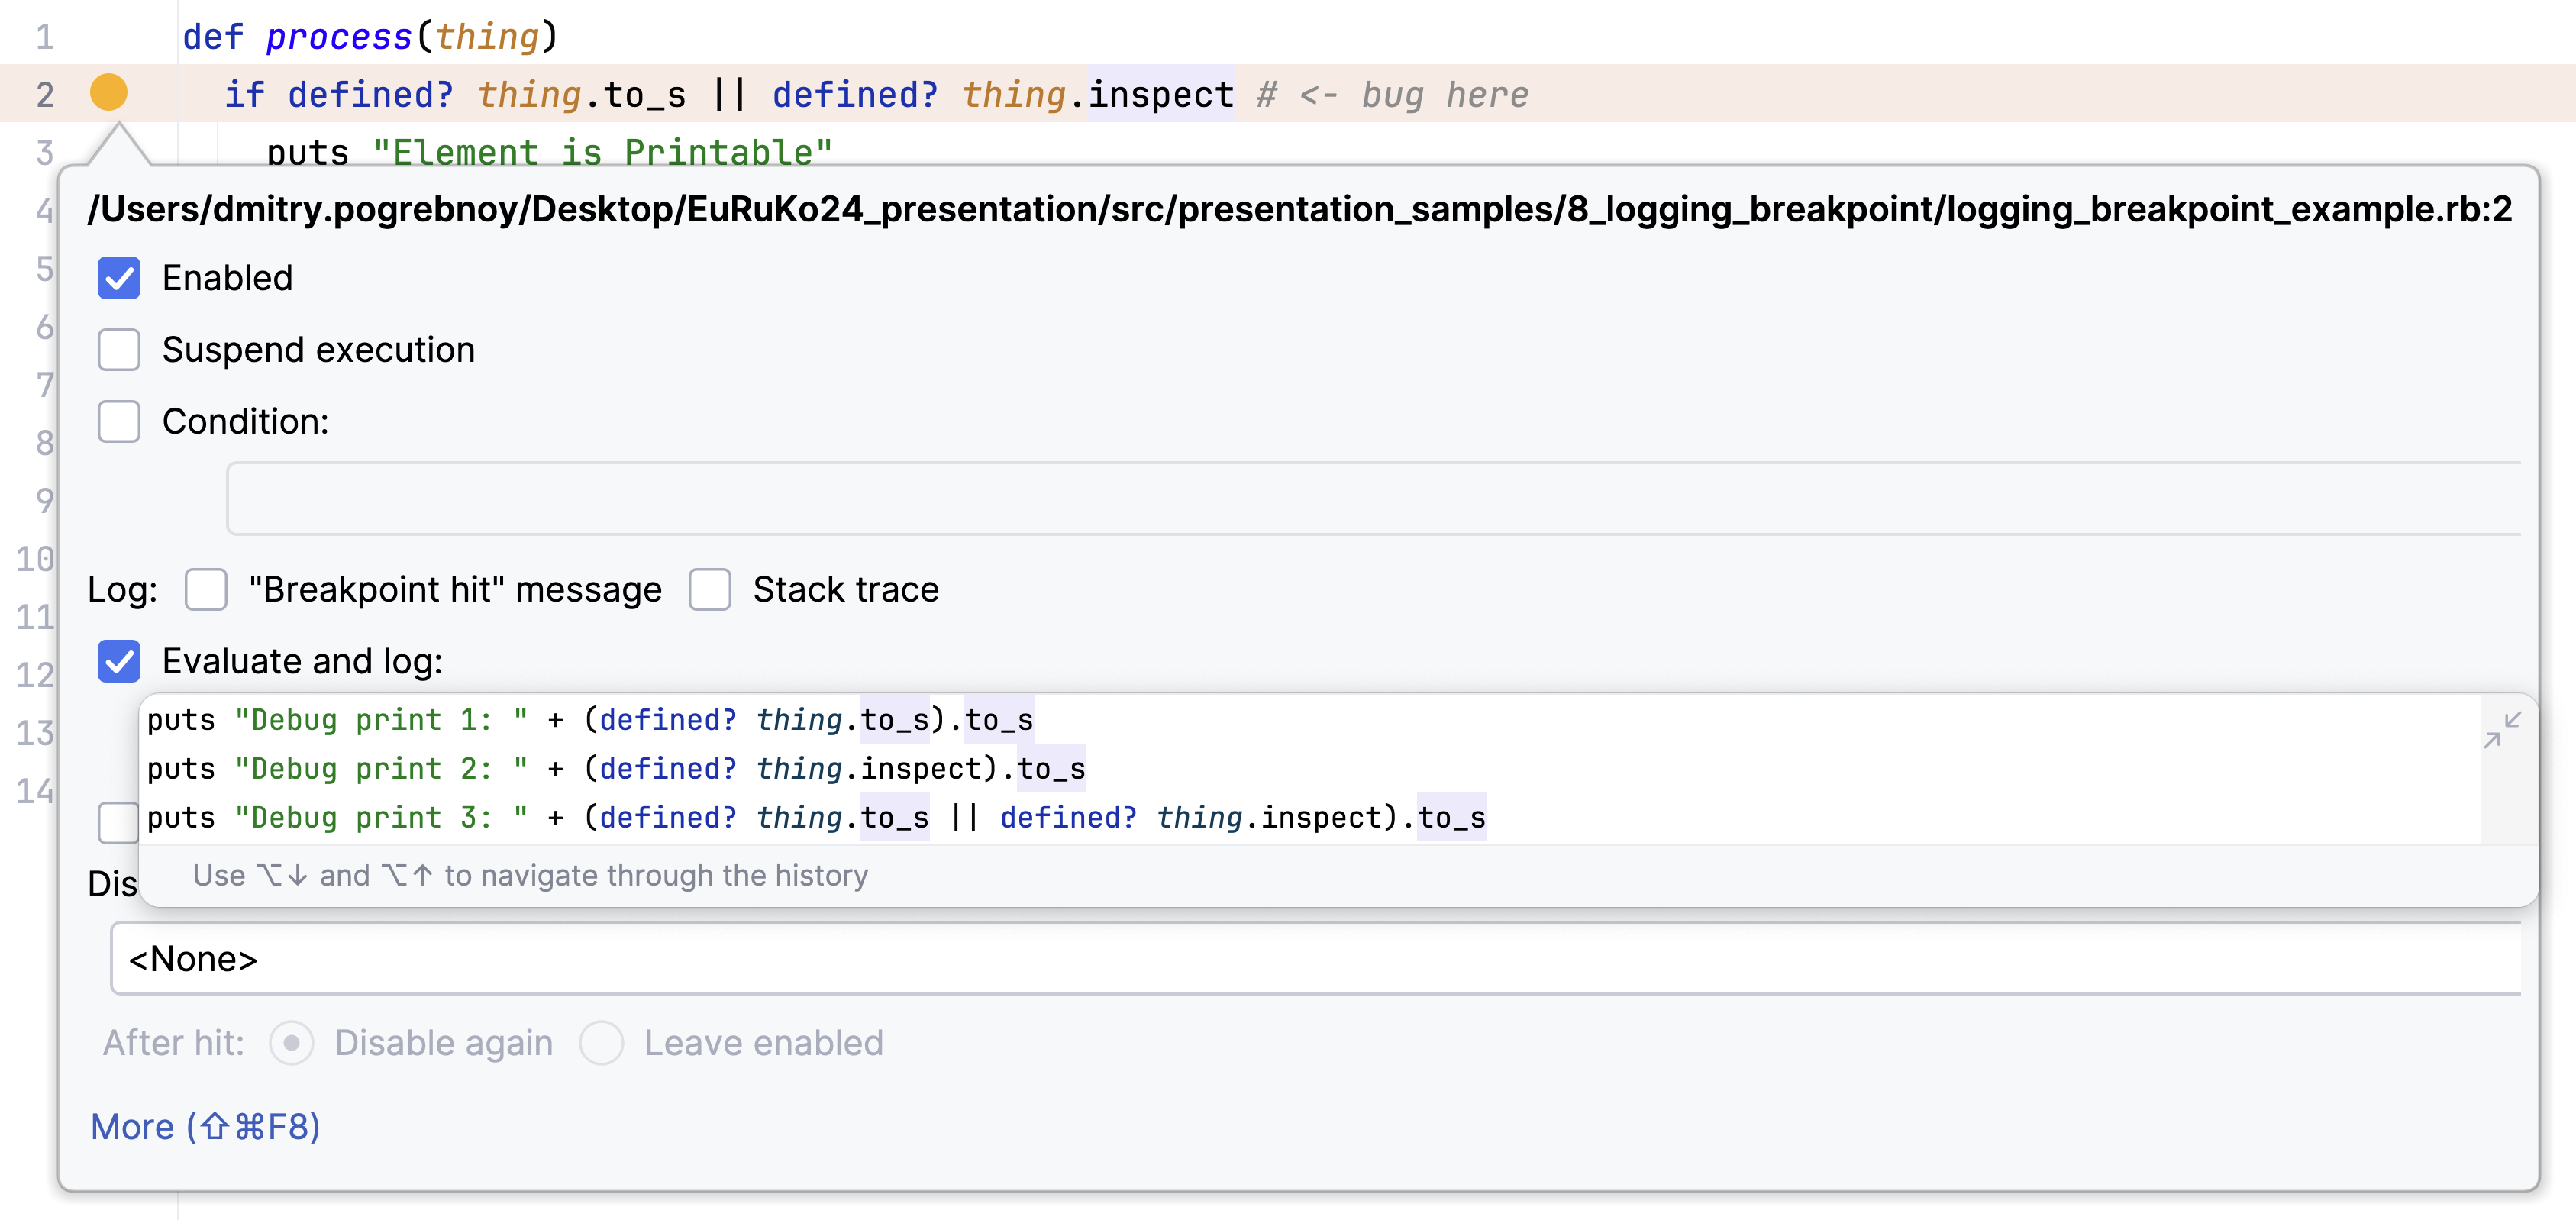 1 def process(thing)
2 if defined? thing.to_s || defined? thing.inspect # <- bug here
3 puts "Element is Printable"
4 /Users/dmitry.pogrebnoy/Desktop/EuRuKo24_presentation/src/presentation_samples/8_logging_breakpoint/logging_breakpoint_example.rb:2
5 Enabled
6 Suspend execution
7
8 Condition:
9
10
Log: "Breakpoint hit" message Stack trace
11
12 Evaluate and log:
13 puts "Debug print 1: " + (defined? thing.to_s).to_s
puts "Debug print 2: " + (defined? thing.inspect).to_s
14 puts "Debug print 3: " + (defined? thing.to_s || defined? thing.inspect).to_s
Use ⌥↓ and ⌥↑ to navigate through the history
Dis
<None>
After hit: Disable again Leave enabled
More (⇧⌘F8)